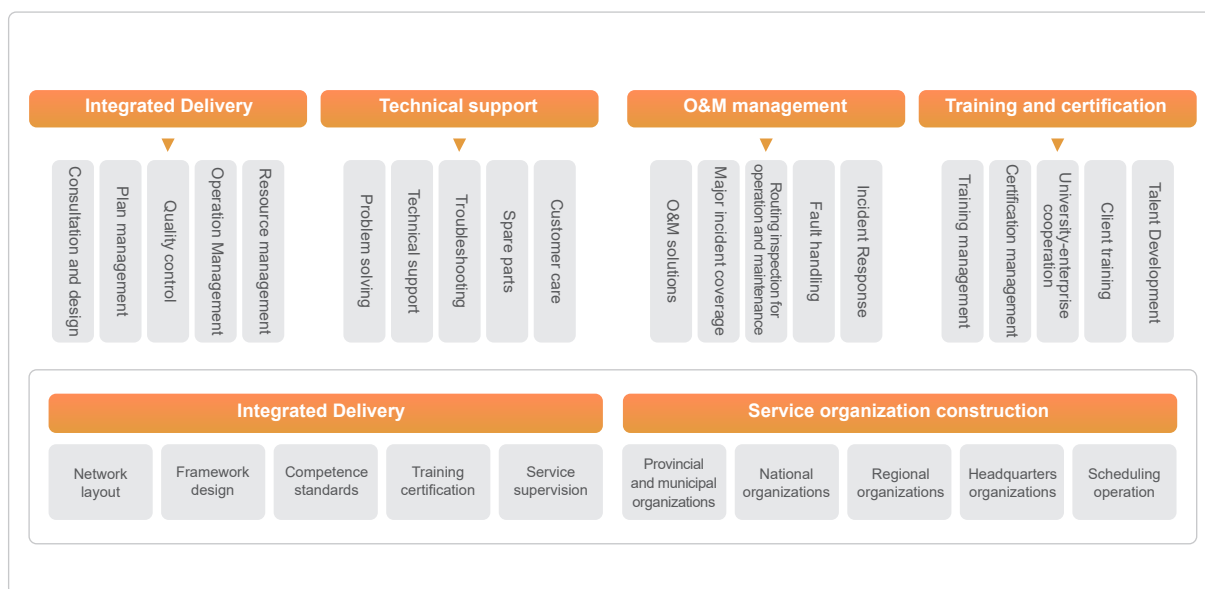 Integrated Delivery
Technical support
O&M management
Training and certification
Consultation and design
Plan management
Quality control
Operation Management
Resource management
Problem solving
Technical support
Troubleshooting
Spare parts
Customer care
O&M solutions
Major incident coverage
Routing inspection for
operation and maintenance
Fault handling
Incident Response
Training management
Certification management
University-enterprise
cooperation
Client training
Talent Development
Integrated Delivery
Service organization construction
Network
layout
Framework
design
Competence
standards
Training
certification
Service
supervision
Provincial
and municipal
organizations
National
organizations
Regional
organizations
Headquarters
organizations
Scheduling
operation